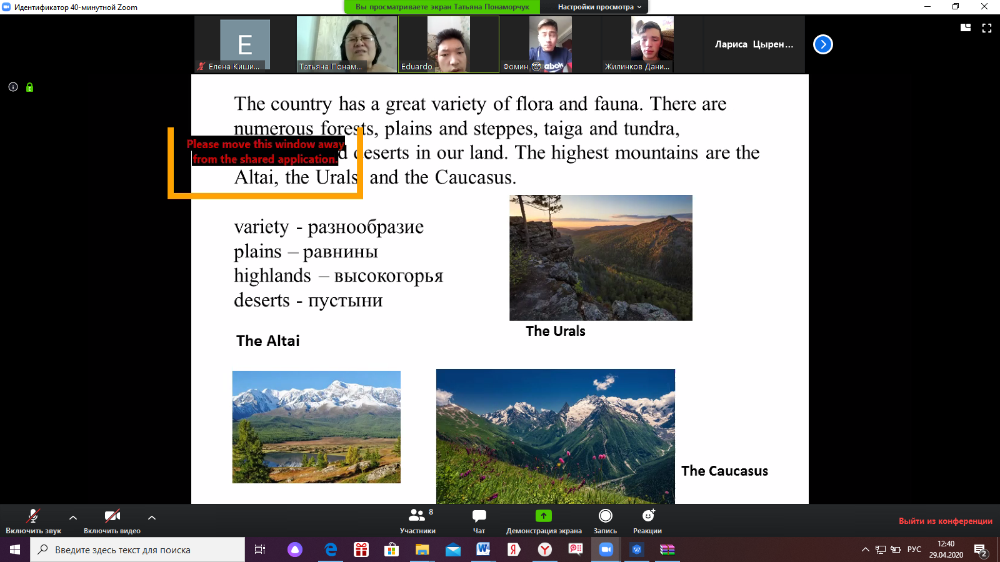 Идентификатор 40-минутной Zoom
Вы просматриваете экран Татьяна Понаморчук
Настройки просмотра
E
Елена Киши...
Татьяна Понам...
Eduardo
Фомин
Жилинков Дани...
Лариса Цырен...
The country has a great variety of flora and fauna. There are
numerous forests, plains and steppes, taiga and tundra,
Please move this window away
from the shared application.
deserts in our land. The highest mountains are the
Altai, the Urals and the Caucasus.
variety - разнообразие
plains – равнины
highlands – высокогорья
deserts - пустыни
The Urals
The Altai
The Caucasus
Включить звук
Включить видео
Участники
8
Чат
Демонстрация экрана
Запись
Реакции
Выйти из конференции
Введите здесь текст для поиска
РУС
12:40
29.04.2020
2